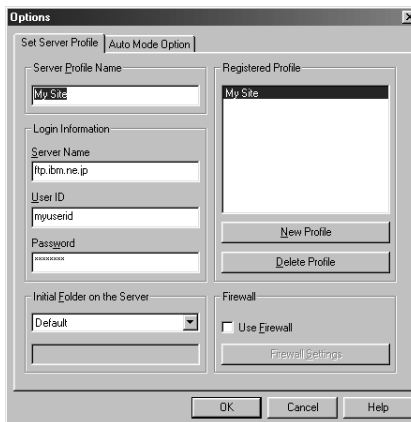 Options
Set Server Profile
Auto Mode Option
Server Profile Name
My Site
Login Information
Server Name
ftp.ibm.ne.jp
User ID
myuserid
Password
xxxxxxxx
Initial Folder on the Server
Default
Registered Profile
My Site
New Profile
Delete Profile
Firewall
Use Firewall
Firewall Settings
OK
Cancel
Help